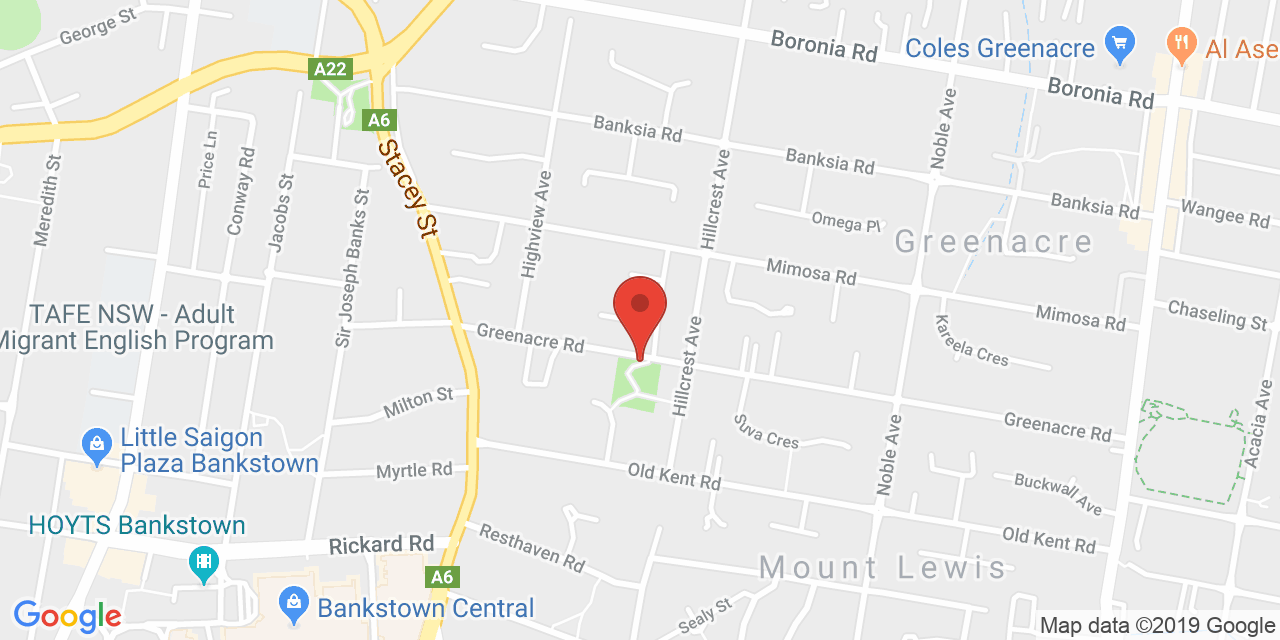 George St
Boronia Rd
Coles Greenacre
Al Ase
A22
Boronia Rd
A6
Banksia Rd
Noble Ave
Price Ln
Conway Rd
Meredith St
Stacey St
Banksia Rd
Jacobs St
Hillcrest Ave
Highview Ave
Sir Joseph Banks St
Omega Pl
Banksia Rd
Wangee Rd
Greenacre
Mimosa Rd
TAFE NSW - Adult
Migrant English Program
Mimosa Rd
Chaseling St
Kareela Cres
Greenacre Rd
Hillcrest Ave
Milton St
Acacia Ave
Suva Cres
Greenacre Rd
Little Saigon
Plaza Bankstown
Myrtle Rd
Old Kent Rd
Noble Ave
Buckwall Ave
HOYTS Bankstown
Rickard Rd
Resthaven Rd
Old Kent Rd
Mount Lewis
A6
Bankstown Central
Sealy St
Google
Map data ©2019 Google